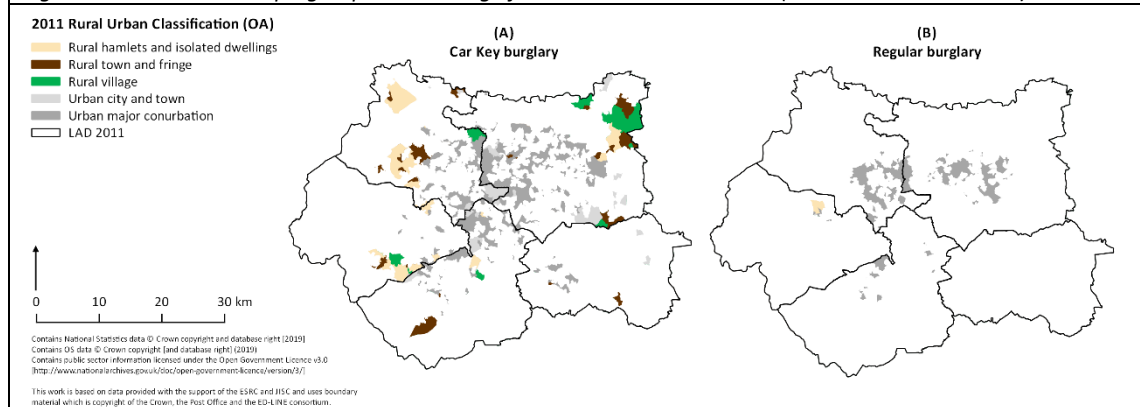 2011 Rural Urban Classification (OA)
Rural hamlets and isolated dwellings
Rural town and fringe
Rural village
Urban city and town
Urban major conurbation
LAD 2011
(A)
Car Key burglary
(B)
Regular burglary
0 10 20 30 km
Contains National Statistics data © Crown copyright and database right [2019]
Contains OS data © Crown copyright [and database right] (2019)
Contains public sector information licensed under the Open Government Licence v3.0
[http://www.nationalarchives.gov.uk/doc/open-government-licence/version/3/]
This work is based on data provided with the support of the ESRC and JISC and uses boundary
material which is copyright of the Crown, the Post Office and the ED-LINE consortium.